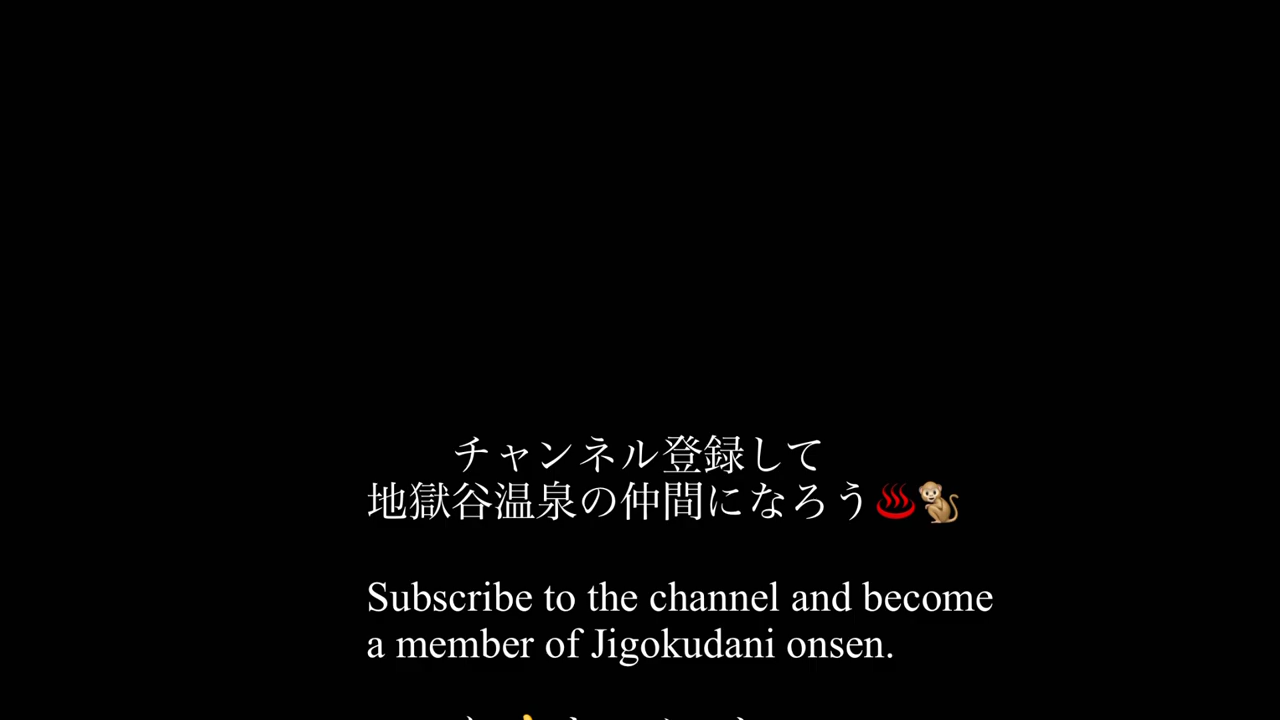 チャンネル登録して
地獄谷温泉の仲間になろう♨️🐒
Subscribe to the channel and become
a member of Jigokudani onsen.